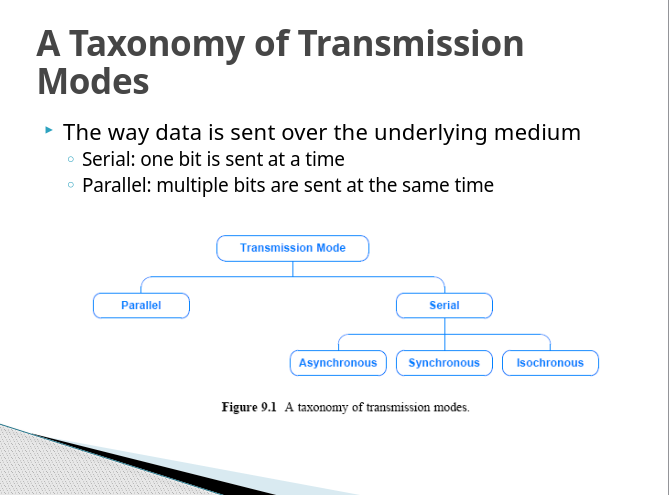 A Taxonomy of Transmission
Modes
The way data is sent over the underlying medium
Serial: one bit is sent at a time
Parallel: multiple bits are sent at the same time
Transmission Mode
Parallel
Serial
Asynchronous
Synchronous
Isochronous
Figure 9.1 A taxonomy of transmission modes.